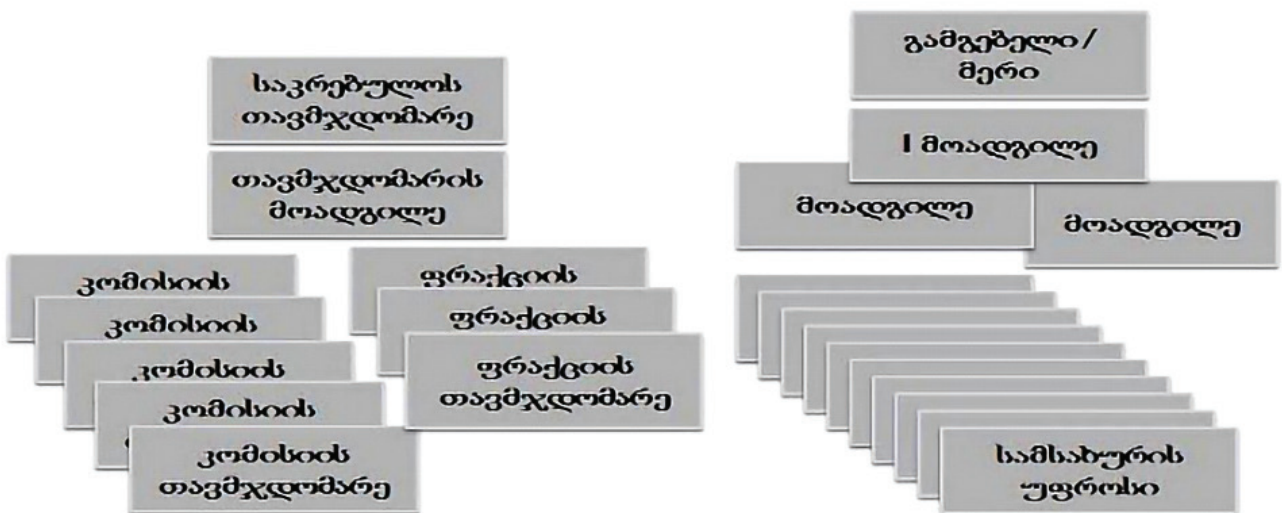 საკრებულოს
თავმჯდომარე
თავმჯდომარის
მოადგილე
კომისიის
კომისიის
კომისიის
კომისიის
კომისიის
თავმჯდომარე
ფრაქციის
ფრაქციის
ფრაქციის
თავმჯდომარე
გამგებელი/
მერი
I მოადგილე
მოადგილე
მოადგილე
სამსახურის
უფროსი